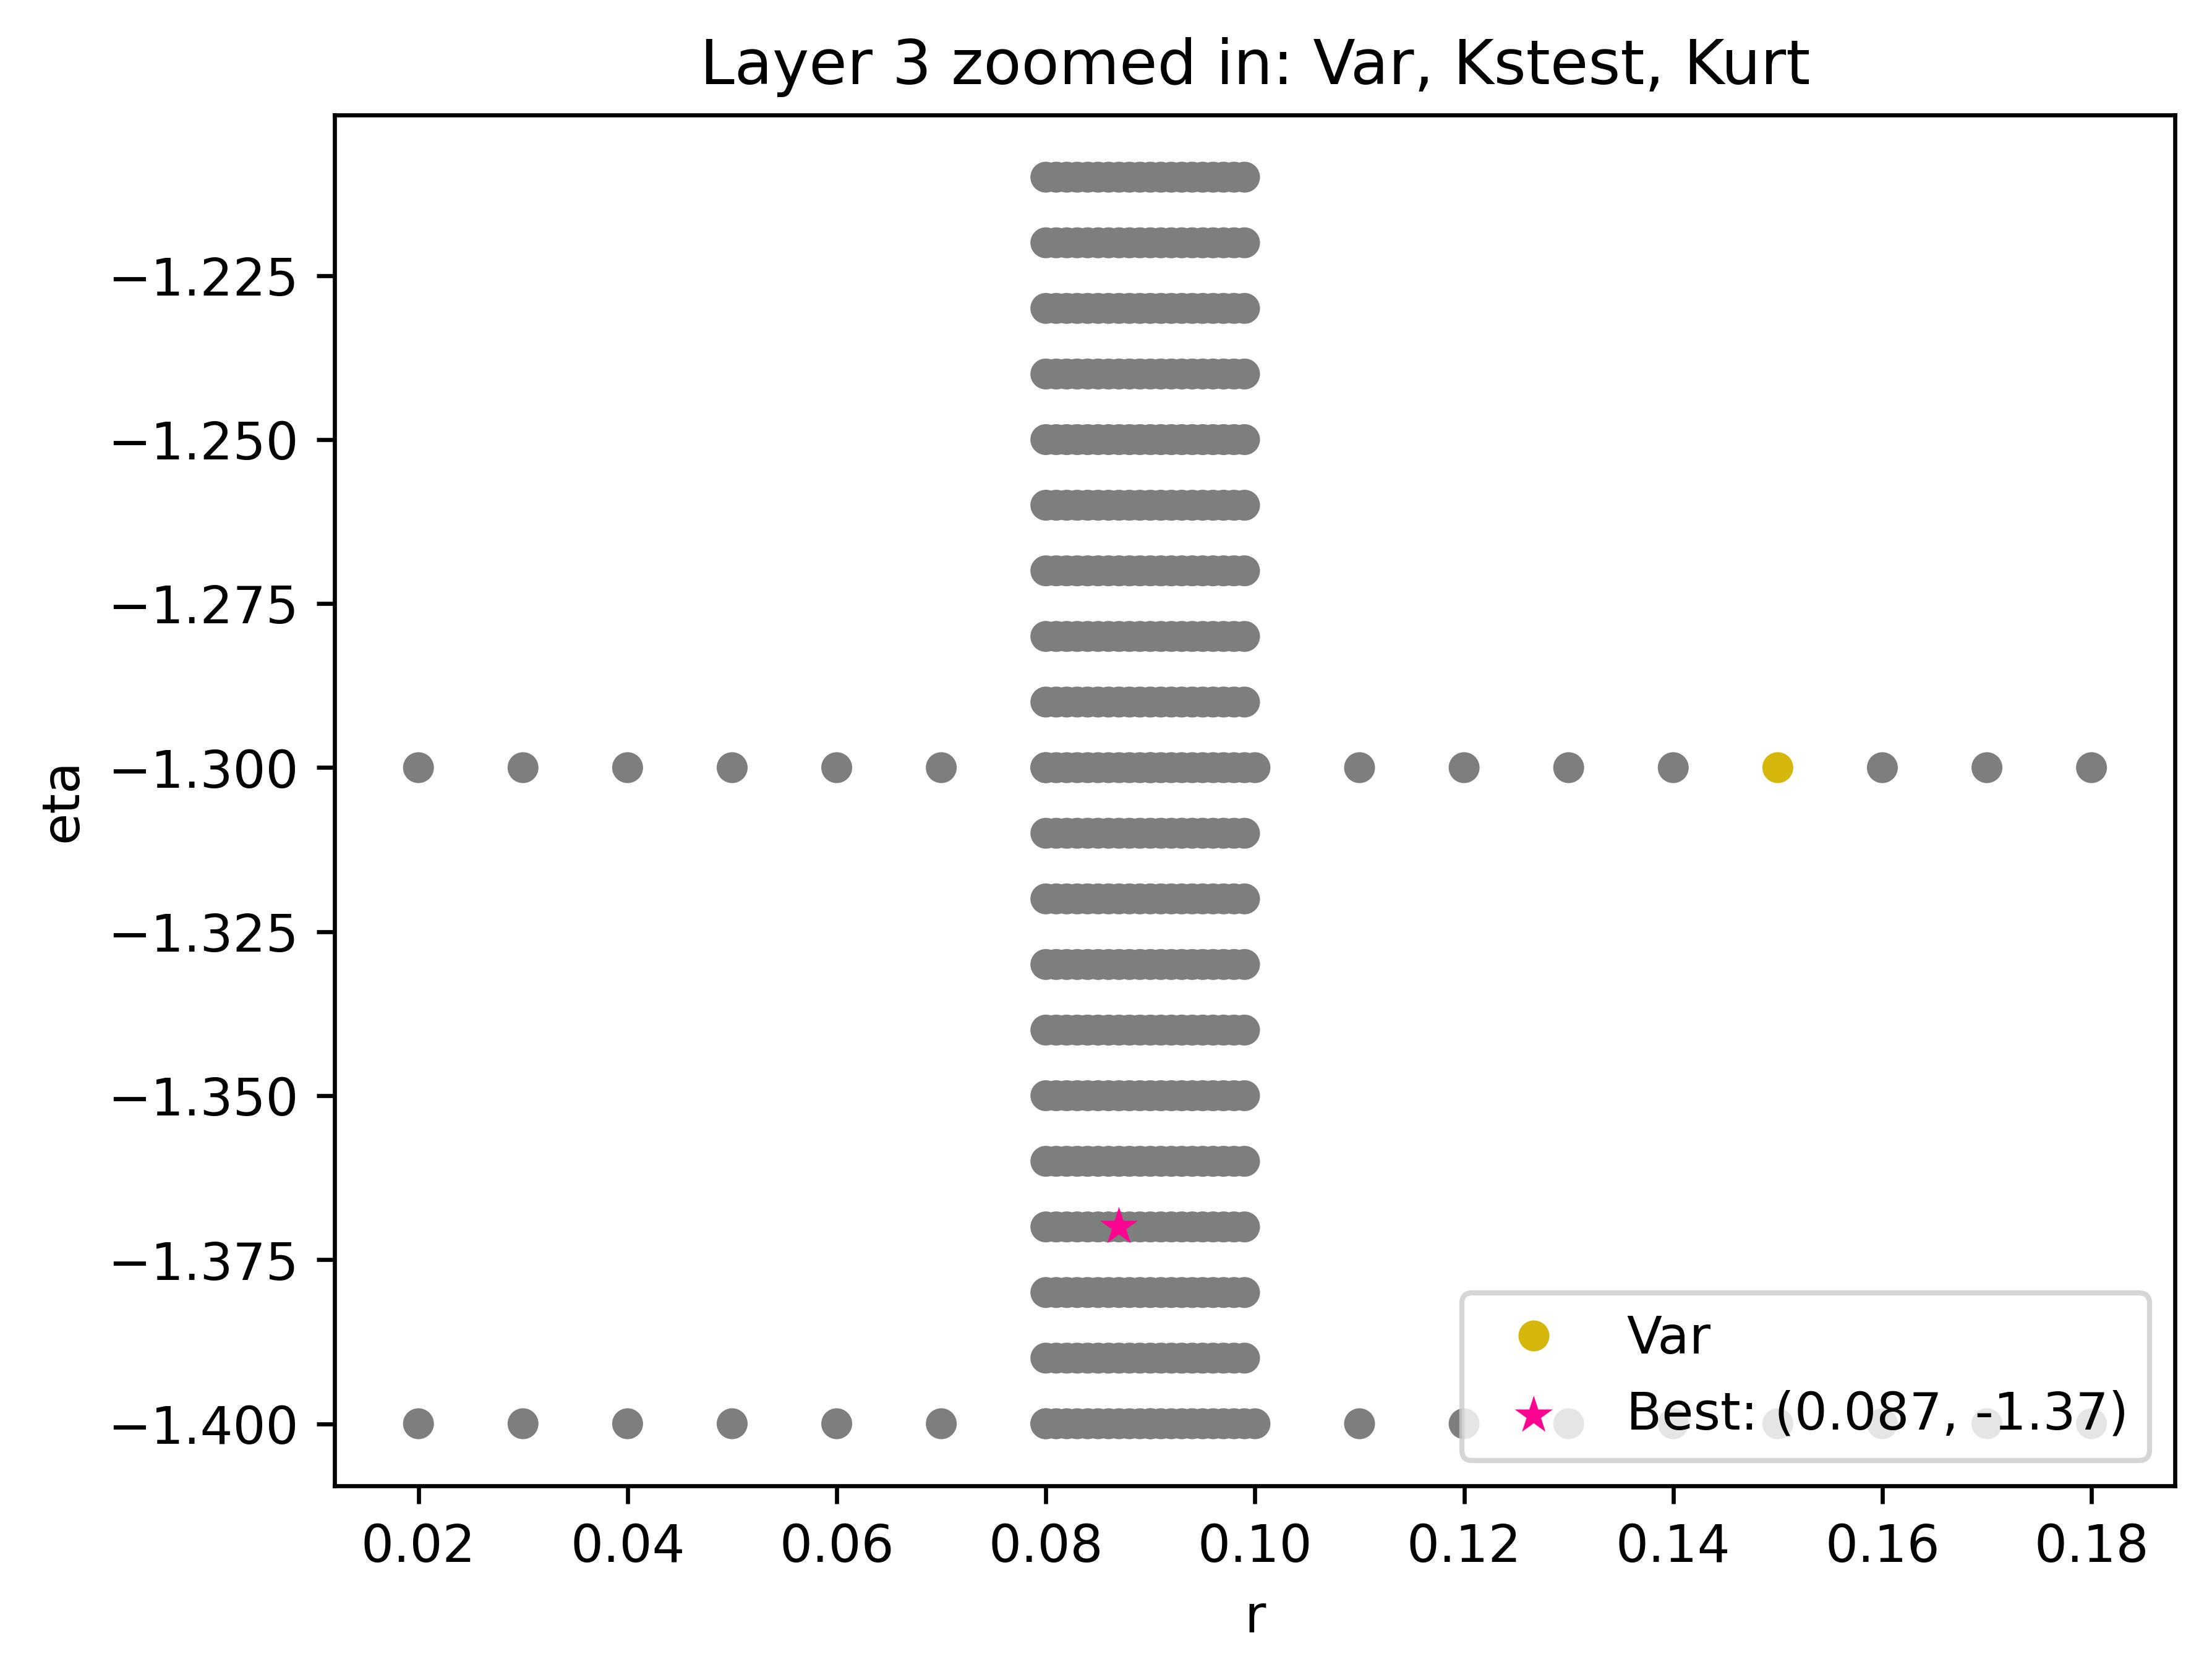 Layer 3 zoomed in: Var, Kstest, Kurt
eta
−1.225
−1.250
−1.275
−1.300
−1.325
−1.350
−1.375
−1.400
Var
Best: (0.087, -1.37)
0.02 0.04 0.06 0.08 0.10 0.12 0.14 0.16 0.18
r